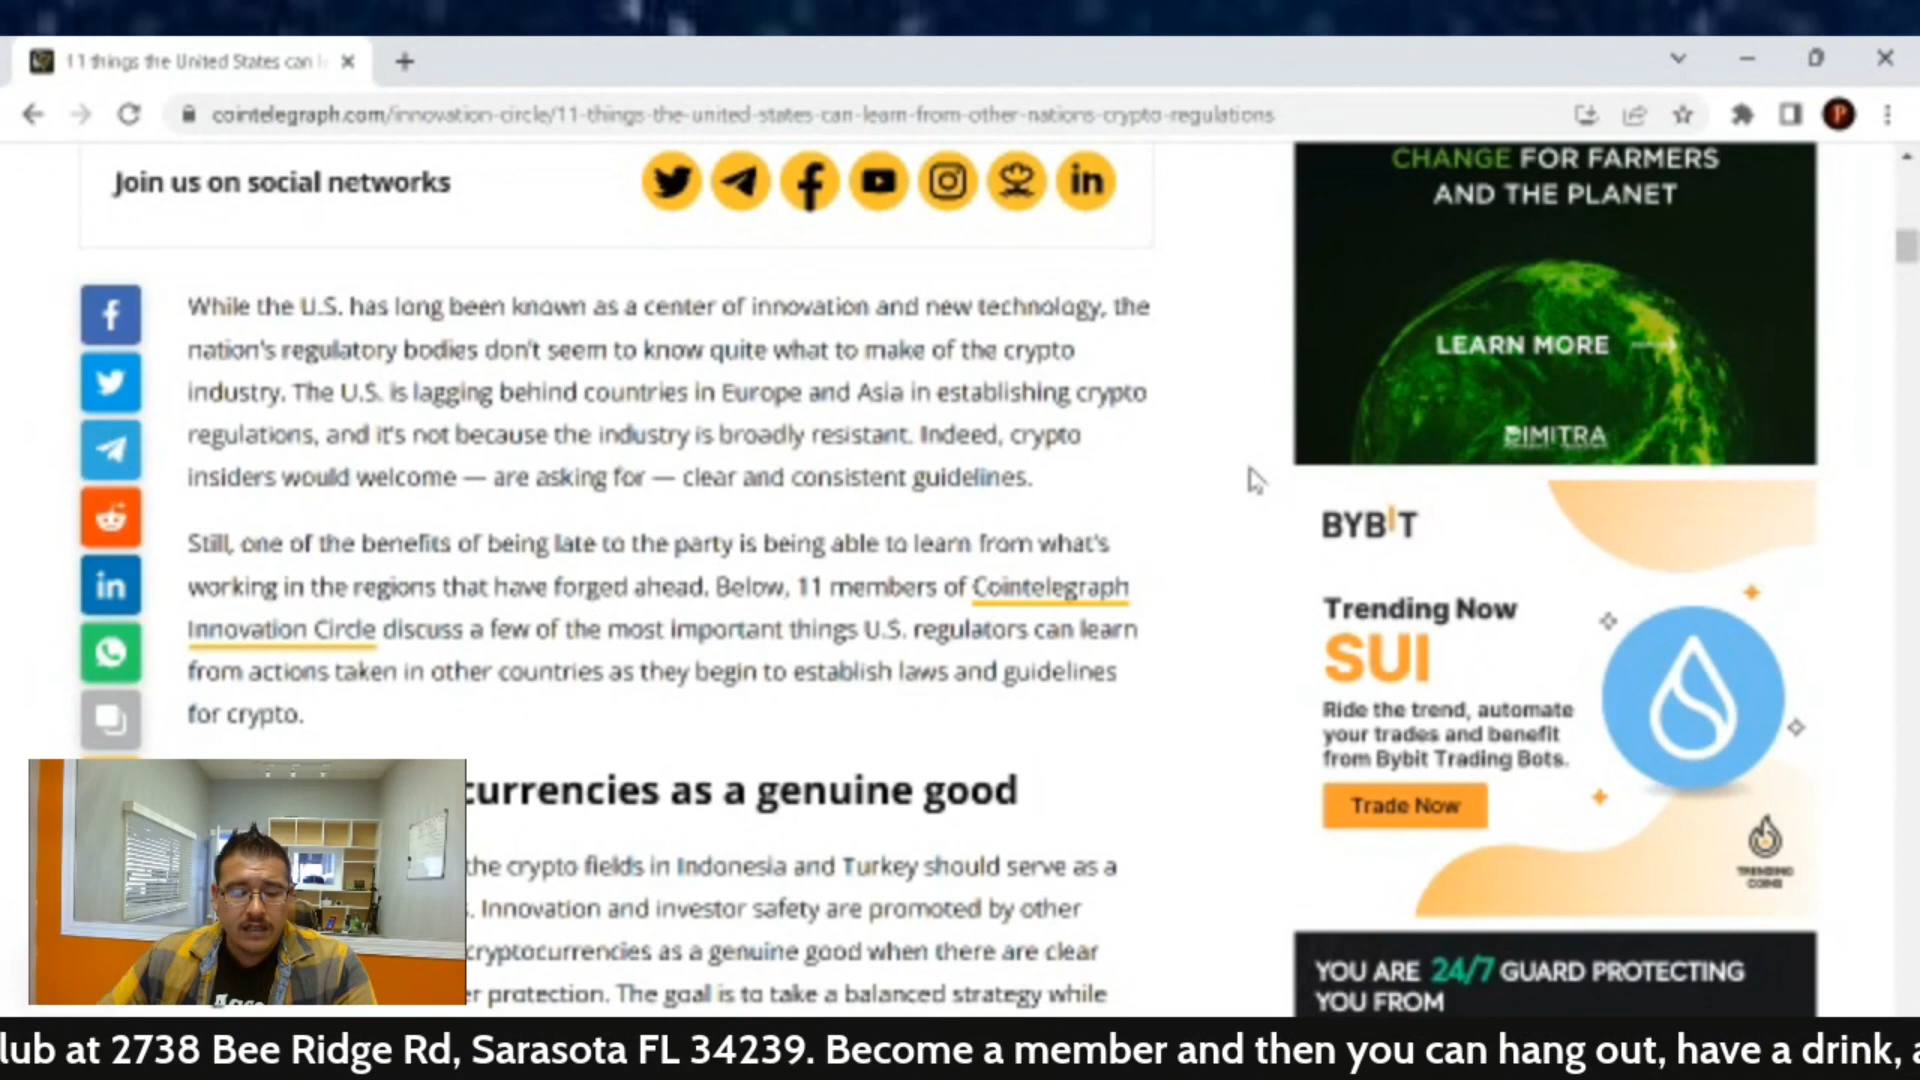 11 things the United States can l
cointelegraph.com/innovation-circle/11-things-the-united-states-can-learn-from-other-nations-crypto-regulations
Join us on social networks
While the U.S. has long been known as a center of innovation and new technology, the
nation's regulatory bodies don't seem to know quite what to make of the crypto
industry. The U.S. is lagging behind countries in Europe and Asia in establishing crypto
regulations, and it's not because the industry is broadly resistant. Indeed, crypto
insiders would welcome — are asking for — clear and consistent guidelines.
Still, one of the benefits of being late to the party is being able to learn from what's
working in the regions that have forged ahead. Below, 11 members of Cointelegraph
Innovation Circle discuss a few of the most important things U.S. regulators can learn
from actions taken in other countries as they begin to establish laws and guidelines
for crypto.
currencies as a genuine good
the crypto fields in Indonesia and Turkey should serve as a
. Innovation and investor safety are promoted by other
cryptocurrencies as a genuine good when there are clear
r protection. The goal is to take a balanced strategy while
CHANGE FOR FARMERS
AND THE PLANET
LEARN MORE
DIMITRA
BYBIT
Trending Now
SUI
Ride the trend, automate
your trades and benefit
from Bybit Trading Bots.
Trade Now
TRENDING
COINS
YOU ARE 24/7 GUARD PROTECTING
YOU FROM
lub at 2738 Bee Ridge Rd, Sarasota FL 34239. Become a member and then you can hang out, have a drink, a